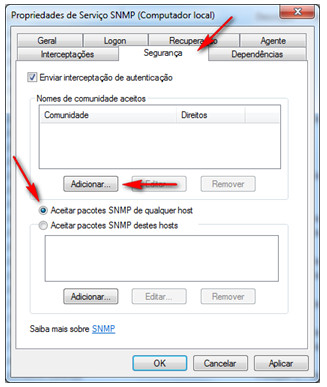 Propriedades de Serviço SNMP (Computador local)
Geral Logon Recuperação Agente
Interceptações Segurança Dependências
Enviar interceptação de autenticação
Nomes de comunidade aceitos
Comunidade Direitos
Adicionar... Editar... Remover
Aceitar pacotes SNMP de qualquer host
Aceitar pacotes SNMP destes hosts
Adicionar... Editar... Remover
Saiba mais sobre SNMP
OK Cancelar Aplicar